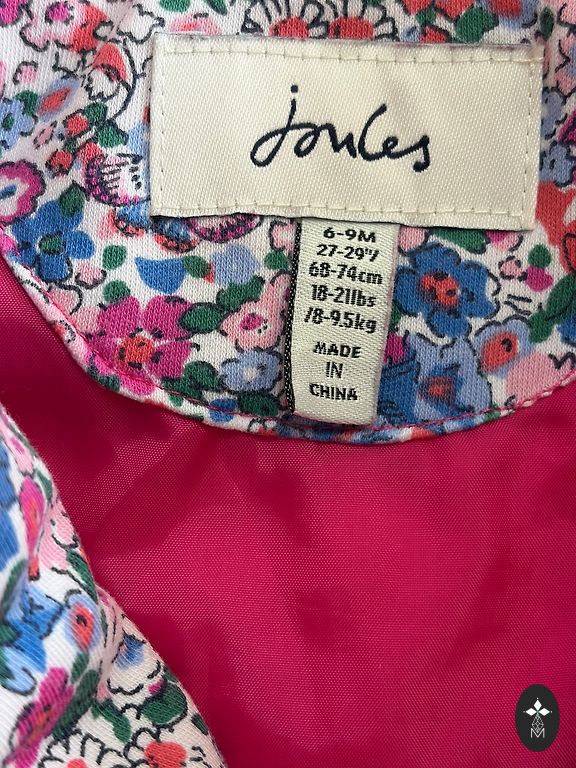 joules
6-9M
27-29"/
68-74cm
18-21lbs
/8-9.5kg
MADE
IN
CHINA
M